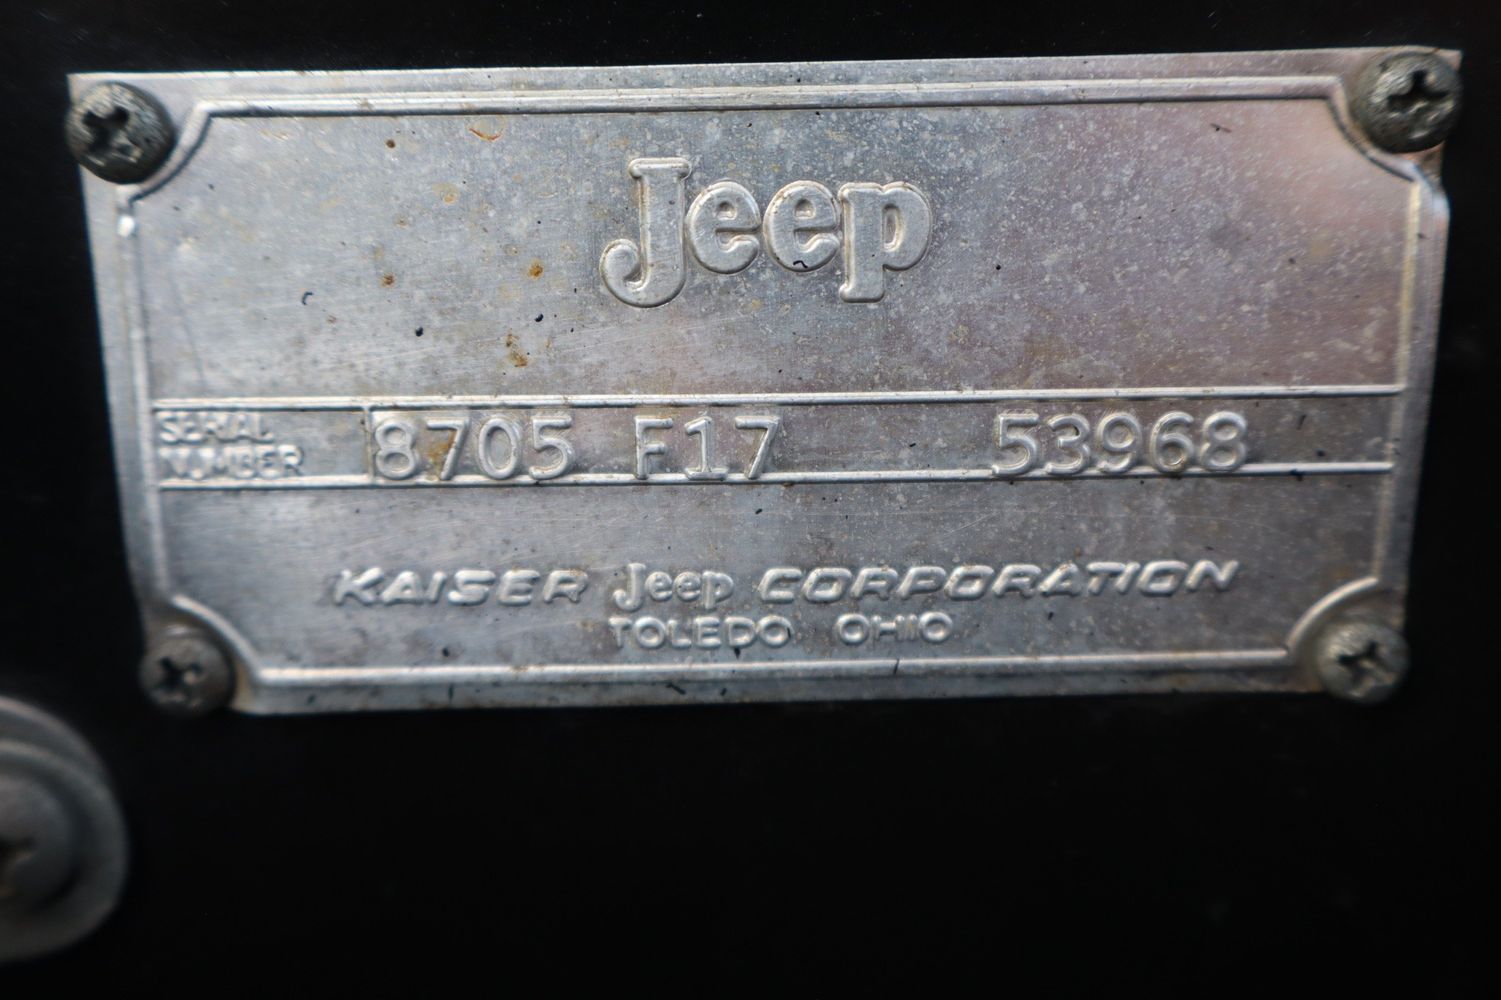 Jeep
SERIAL NUMBER 8705 F17 53968
KAISER Jeep CORPORATION
TOLEDO OHIO